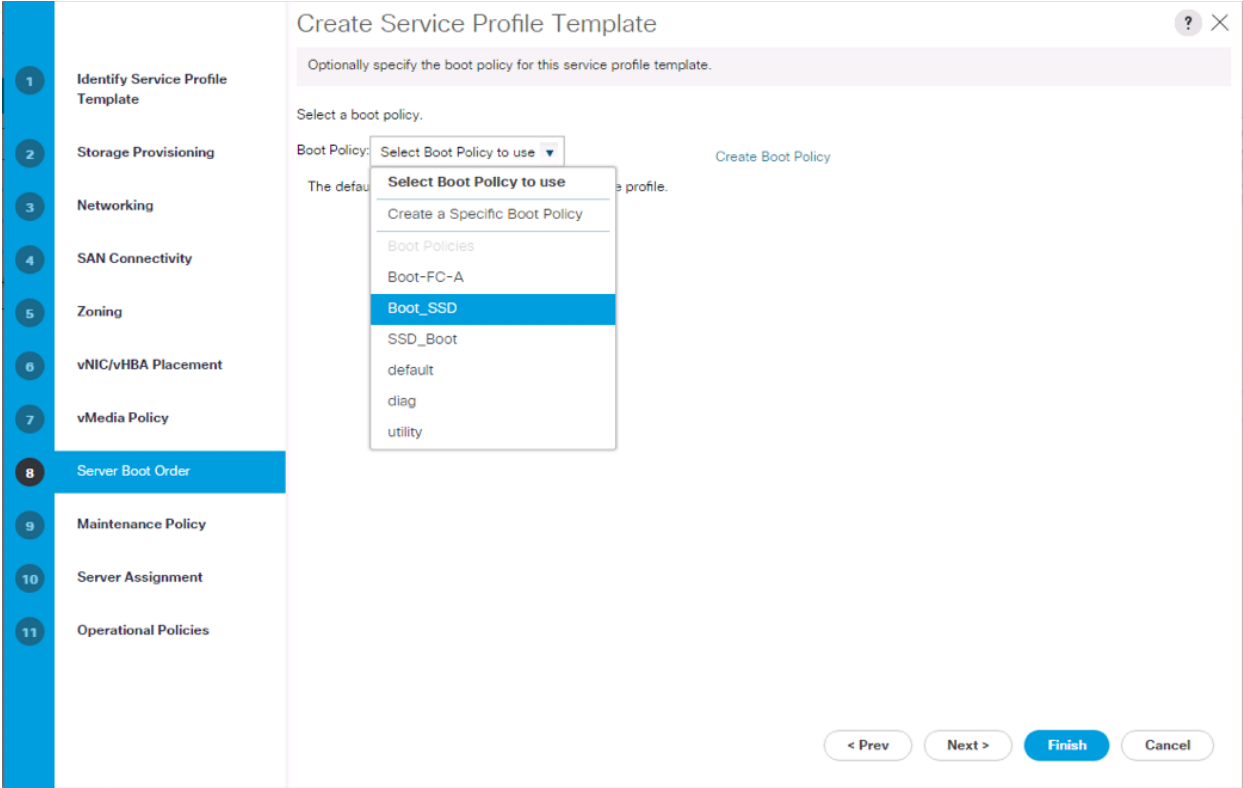 Create Service Profile Template
?
Optionally specify the boot policy for this service profile template.
1
Identify Service Profile
Template
2
Storage Provisioning
3
Networking
4
SAN Connectivity
5
Zoning
6
vNIC/vHBA Placement
7
vMedia Policy
8
Server Boot Order
9
Maintenance Policy
10
Server Assignment
11
Operational Policies
Select a boot policy.
Boot Policy: Select Boot Policy to use
Create Boot Policy
The defau
e profile.
Select Boot Policy to use
Create a Specific Boot Policy
Boot Policies
Boot-FC-A
Boot_SSD
SSD_Boot
default
diag
utility
< Prev
Next >
Finish
Cancel